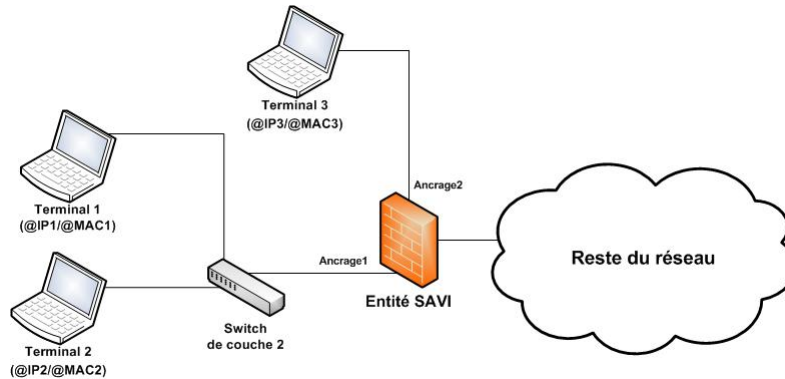 Terminal 3
(@IP3/@MAC3)
Terminal 1
(@IP1/@MAC1)
Ancrage2
Reste du réseau
Ancrage1
Entité SAVI
Switch
de couche 2
Terminal 2
(@IP2/@MAC2)